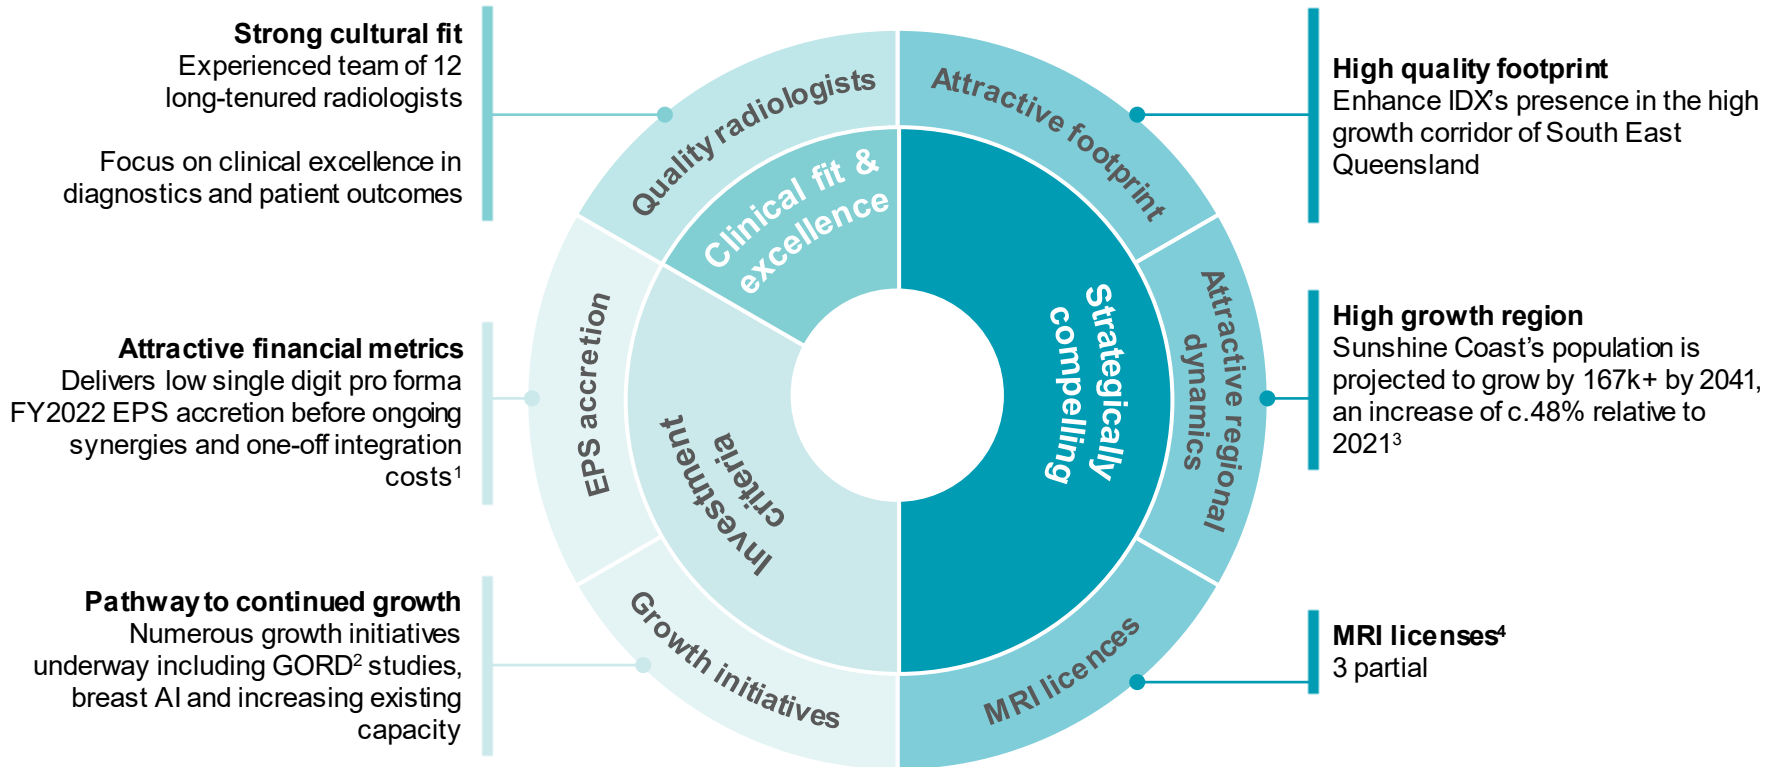 Strong cultural fit
Experienced team of 12
long-tenured radiologists
Focus on clinical excellence in
diagnostics and patient outcomes
Attractive financial metrics
Delivers low single digit pro forma
FY2022 EPS accretion before ongoing
synergies and one-off integration
costs¹
Pathway to continued growth
Numerous growth initiatives
underway including GORD² studies,
breast AI and increasing existing
capacity
Quality radiologists
Attractive footprint
Clinical fit &
excellence
EPS accretion
Investment
criteria
Strategically
compelling
Attractive regional
dynamics
Growth initiatives
MRI licences
High quality footprint
Enhance IDX's presence in the high
growth corridor of South East
Queensland
High growth region
Sunshine Coast's population is
projected to grow by 167k+ by 2041,
an increase of c.48% relative to
2021³
MRI licenses⁴
3 partial